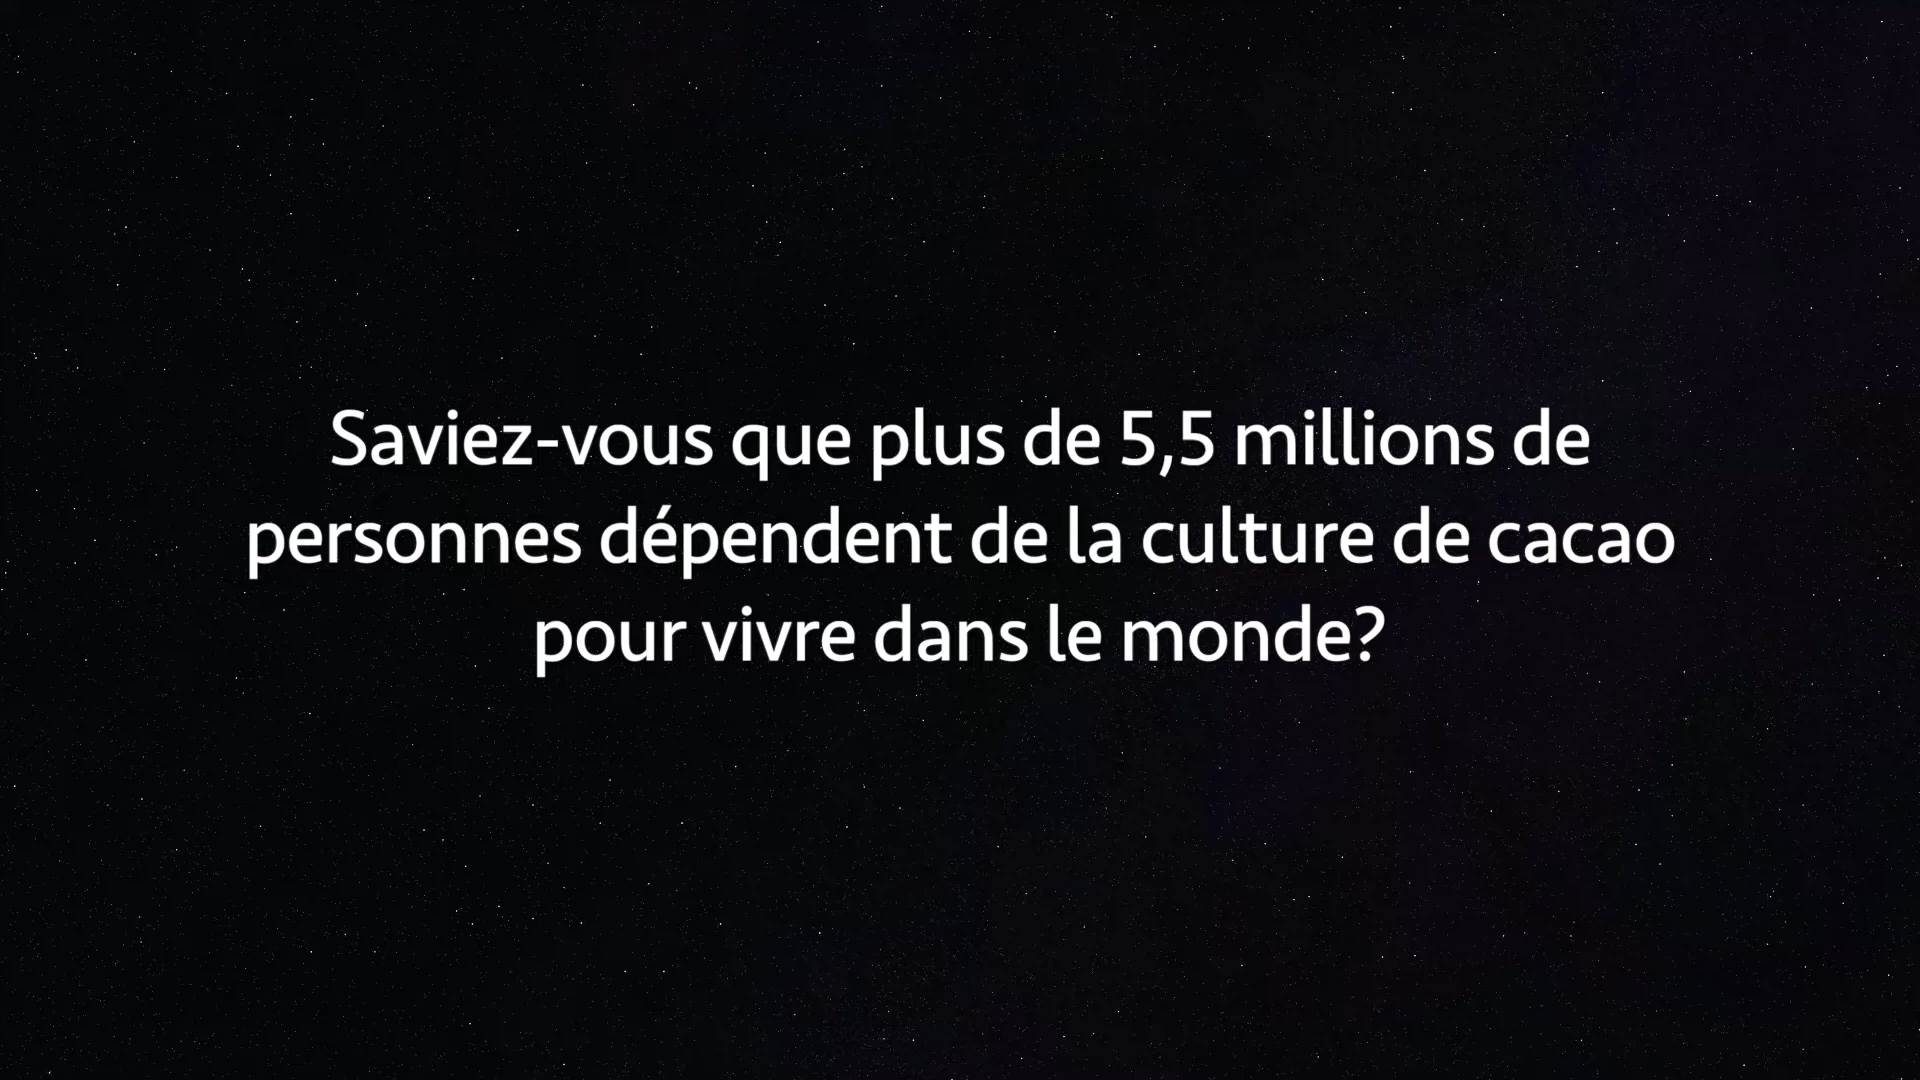 Saviez-vous que plus de 5,5 millions de
personnes dépendent de la culture de cacao
pour vivre dans le monde?